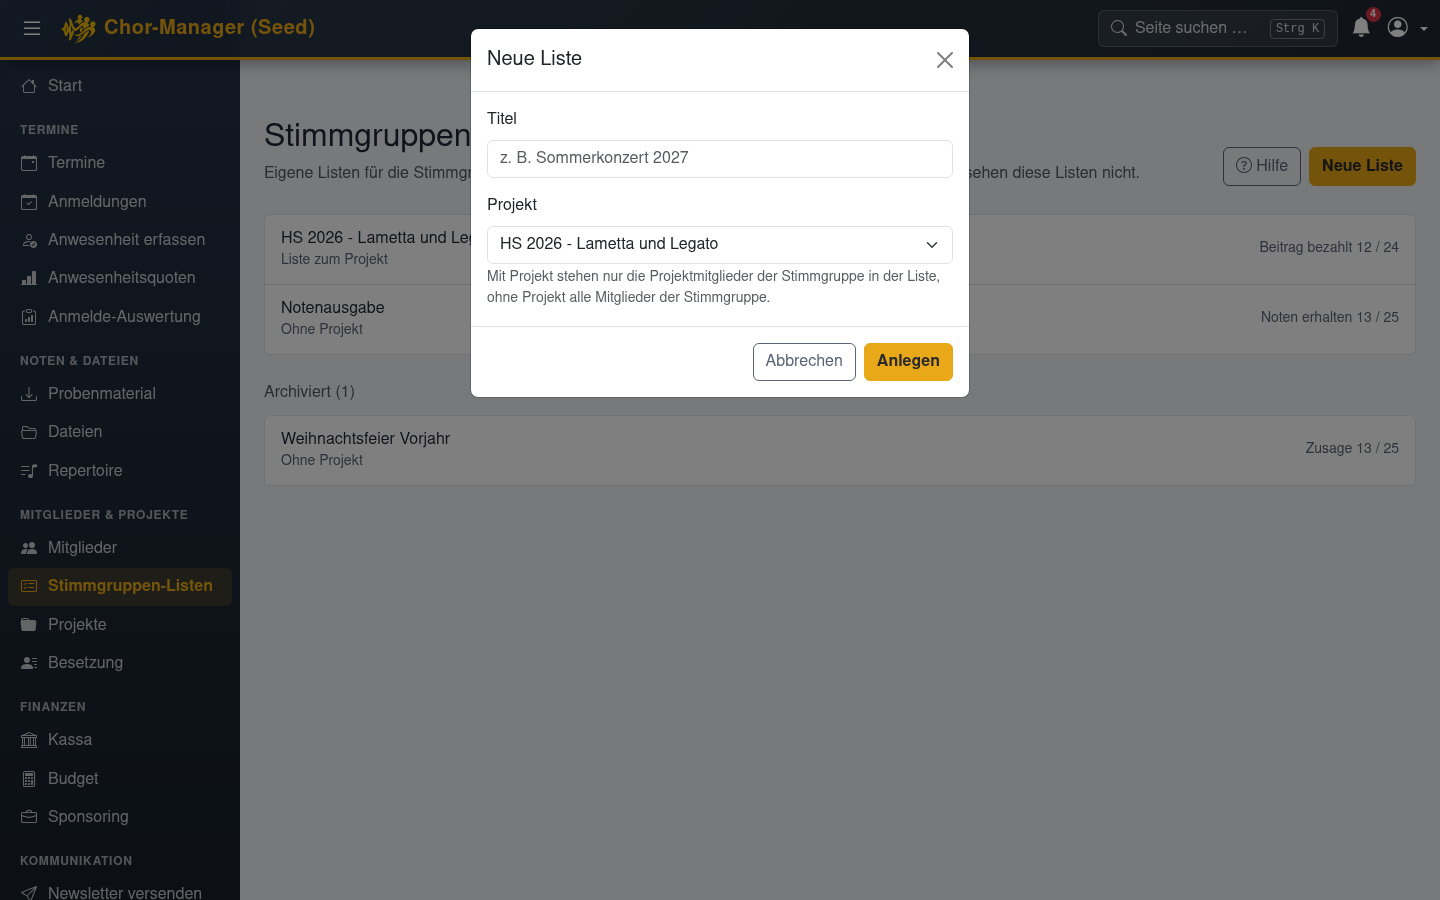 Chor-Manager (Seed)
Seite suchen ... Strg K
4
Start
TERMINE
Termine
Anmeldungen
Anwesenheit erfassen
Anwesenheitsquoten
Anmelde-Auswertung
NOTEN & DATEIEN
Probenmaterial
Dateien
Repertoire
MITGLIEDER & PROJEKTE
Mitglieder
Stimmgruppen-Listen
Projekte
Besetzung
FINANZEN
Kassa
Budget
Sponsoring
KOMMUNIKATION
Newsletter versenden
Stimmgruppen
Eigene Listen für die Stimmgr
sehen diese Listen nicht.
Hilfe
Neue Liste
HS 2026 - Lametta und Leg
Liste zum Projekt
Beitrag bezahlt 12 / 24
Notenausgabe
Ohne Projekt
Noten erhalten 13 / 25
Archiviert (1)
Weihnachtsfeier Vorjahr
Ohne Projekt
Zusage 13 / 25
Neue Liste
Titel
z. B. Sommerkonzert 2027
Projekt
HS 2026 - Lametta und Legato
Mit Projekt stehen nur die Projektmitglieder der Stimmgruppe in der Liste,
ohne Projekt alle Mitglieder der Stimmgruppe.
Abbrechen
Anlegen